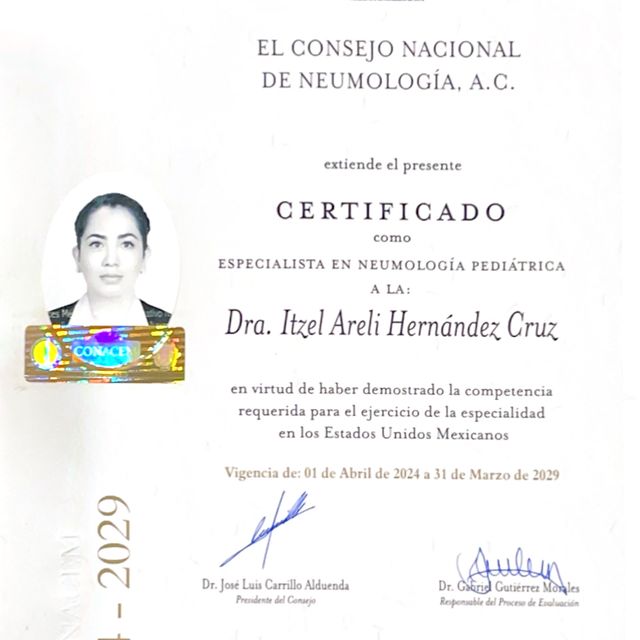 EL CONSEJO NACIONAL
DE NEUMOLOGÍA, A.C.
extiende el presente
CERTIFICADO
como
ESPECIALISTA EN NEUMOLOGÍA PEDIÁTRICA
A LA:
Dra. Itzel Areli Hernández Cruz
en virtud de haber demostrado la competencia
requerida para el ejercicio de la especialidad
en los Estados Unidos Mexicanos
Vigencia de: 01 de Abril de 2024 a 31 de Marzo de 2029
Dr. José Luis Carrillo Alduenda
Presidente del Consejo
Dr. Gabriel Gutiérrez Morales
Responsable del Proceso de Evaluación
CONACEM
- 2029